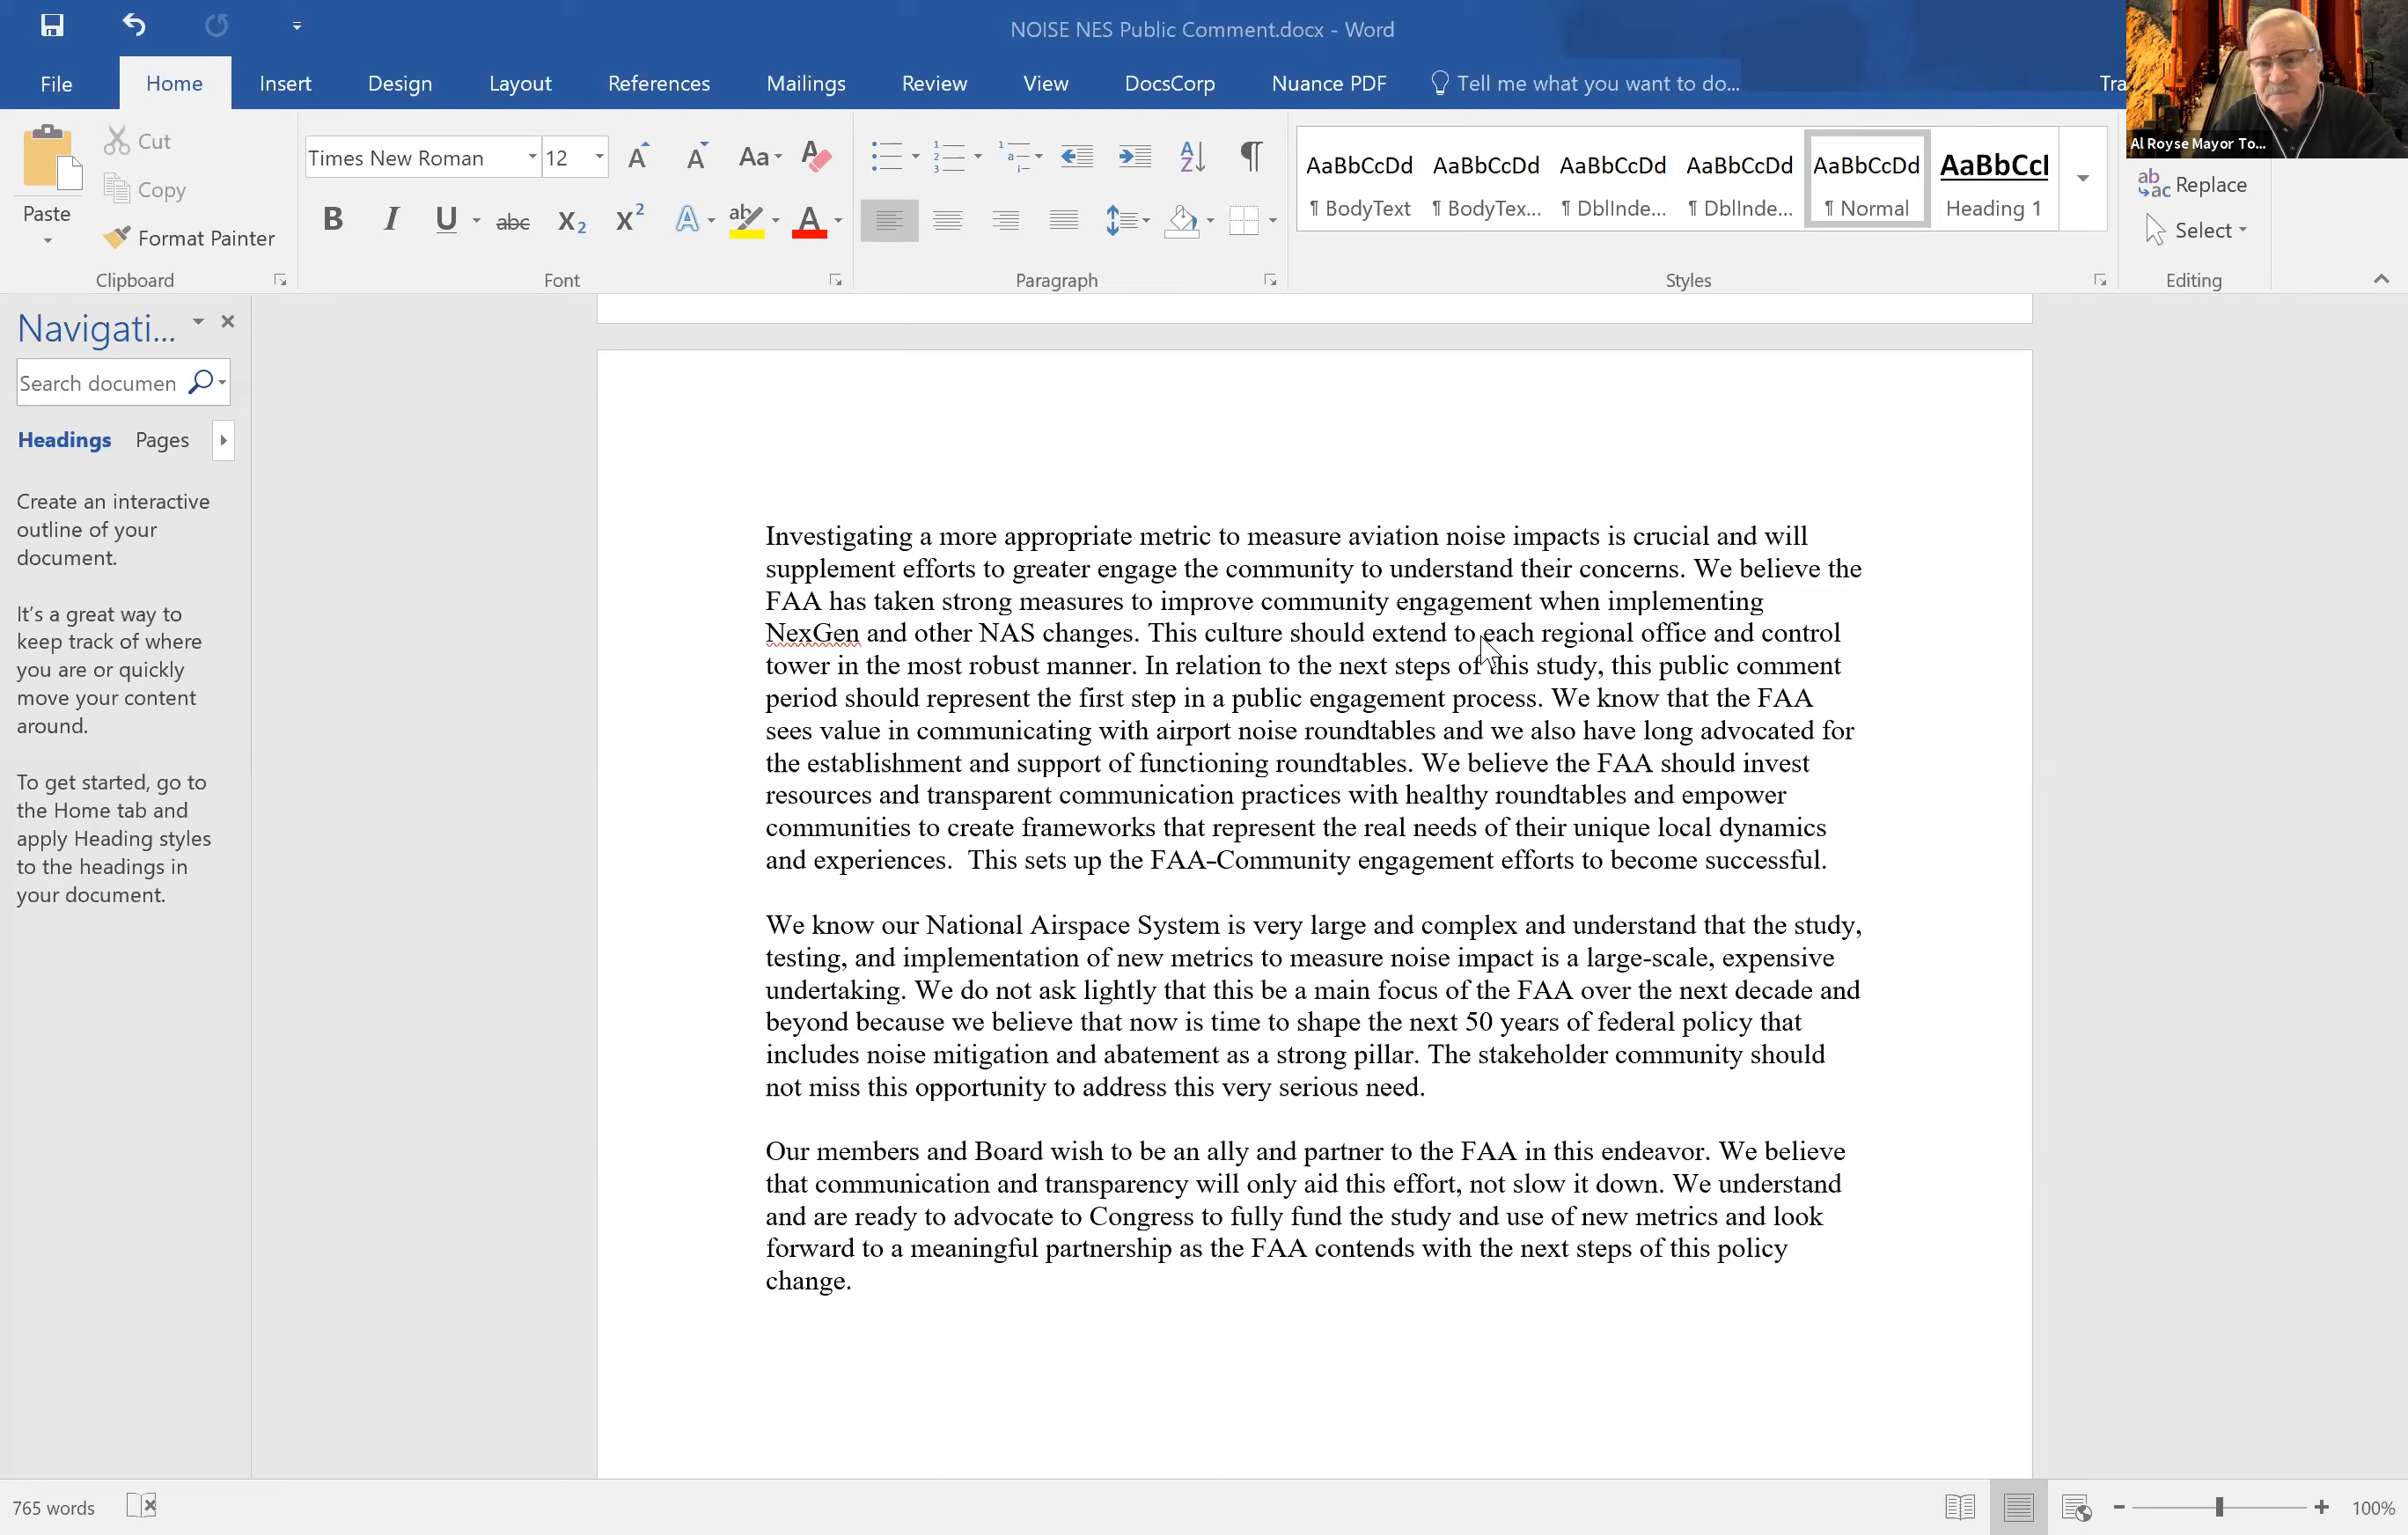 NOISE NES Public Comment.docx - Word
File Home Insert Design Layout References Mailings Review View DocsCorp Nuance PDF Tell me what you want to do...
Al Royse Mayor To...
Paste
Cut
Copy
Format Painter
Clipboard
Times New Roman 12
Font
Paragraph
AaBbCcDd AaBbCcDd AaBbCcDd AaBbCcDd AaBbCcDd AaBbCcI
¶ BodyText ¶ BodyTex... ¶ DblInde... ¶ DblInde... ¶ Normal Heading 1
Styles
Replace
Select
Editing
Navigati...
Search documen
Headings Pages
Create an interactive
outline of your
document.
It's a great way to
keep track of where
you are or quickly
move your content
around.
To get started, go to
the Home tab and
apply Heading styles
to the headings in
your document.
Investigating a more appropriate metric to measure aviation noise impacts is crucial and will
supplement efforts to greater engage the community to understand their concerns. We believe the
FAA has taken strong measures to improve community engagement when implementing
NexGen and other NAS changes. This culture should extend to each regional office and control
tower in the most robust manner. In relation to the next steps of this study, this public comment
period should represent the first step in a public engagement process. We know that the FAA
sees value in communicating with airport noise roundtables and we also have long advocated for
the establishment and support of functioning roundtables. We believe the FAA should invest
resources and transparent communication practices with healthy roundtables and empower
communities to create frameworks that represent the real needs of their unique local dynamics
and experiences.  This sets up the FAA-Community engagement efforts to become successful.
We know our National Airspace System is very large and complex and understand that the study,
testing, and implementation of new metrics to measure noise impact is a large-scale, expensive
undertaking. We do not ask lightly that this be a main focus of the FAA over the next decade and
beyond because we believe that now is time to shape the next 50 years of federal policy that
includes noise mitigation and abatement as a strong pillar. The stakeholder community should
not miss this opportunity to address this very serious need.
Our members and Board wish to be an ally and partner to the FAA in this endeavor. We believe
that communication and transparency will only aid this effort, not slow it down. We understand
and are ready to advocate to Congress to fully fund the study and use of new metrics and look
forward to a meaningful partnership as the FAA contends with the next steps of this policy
change.
765 words
100%